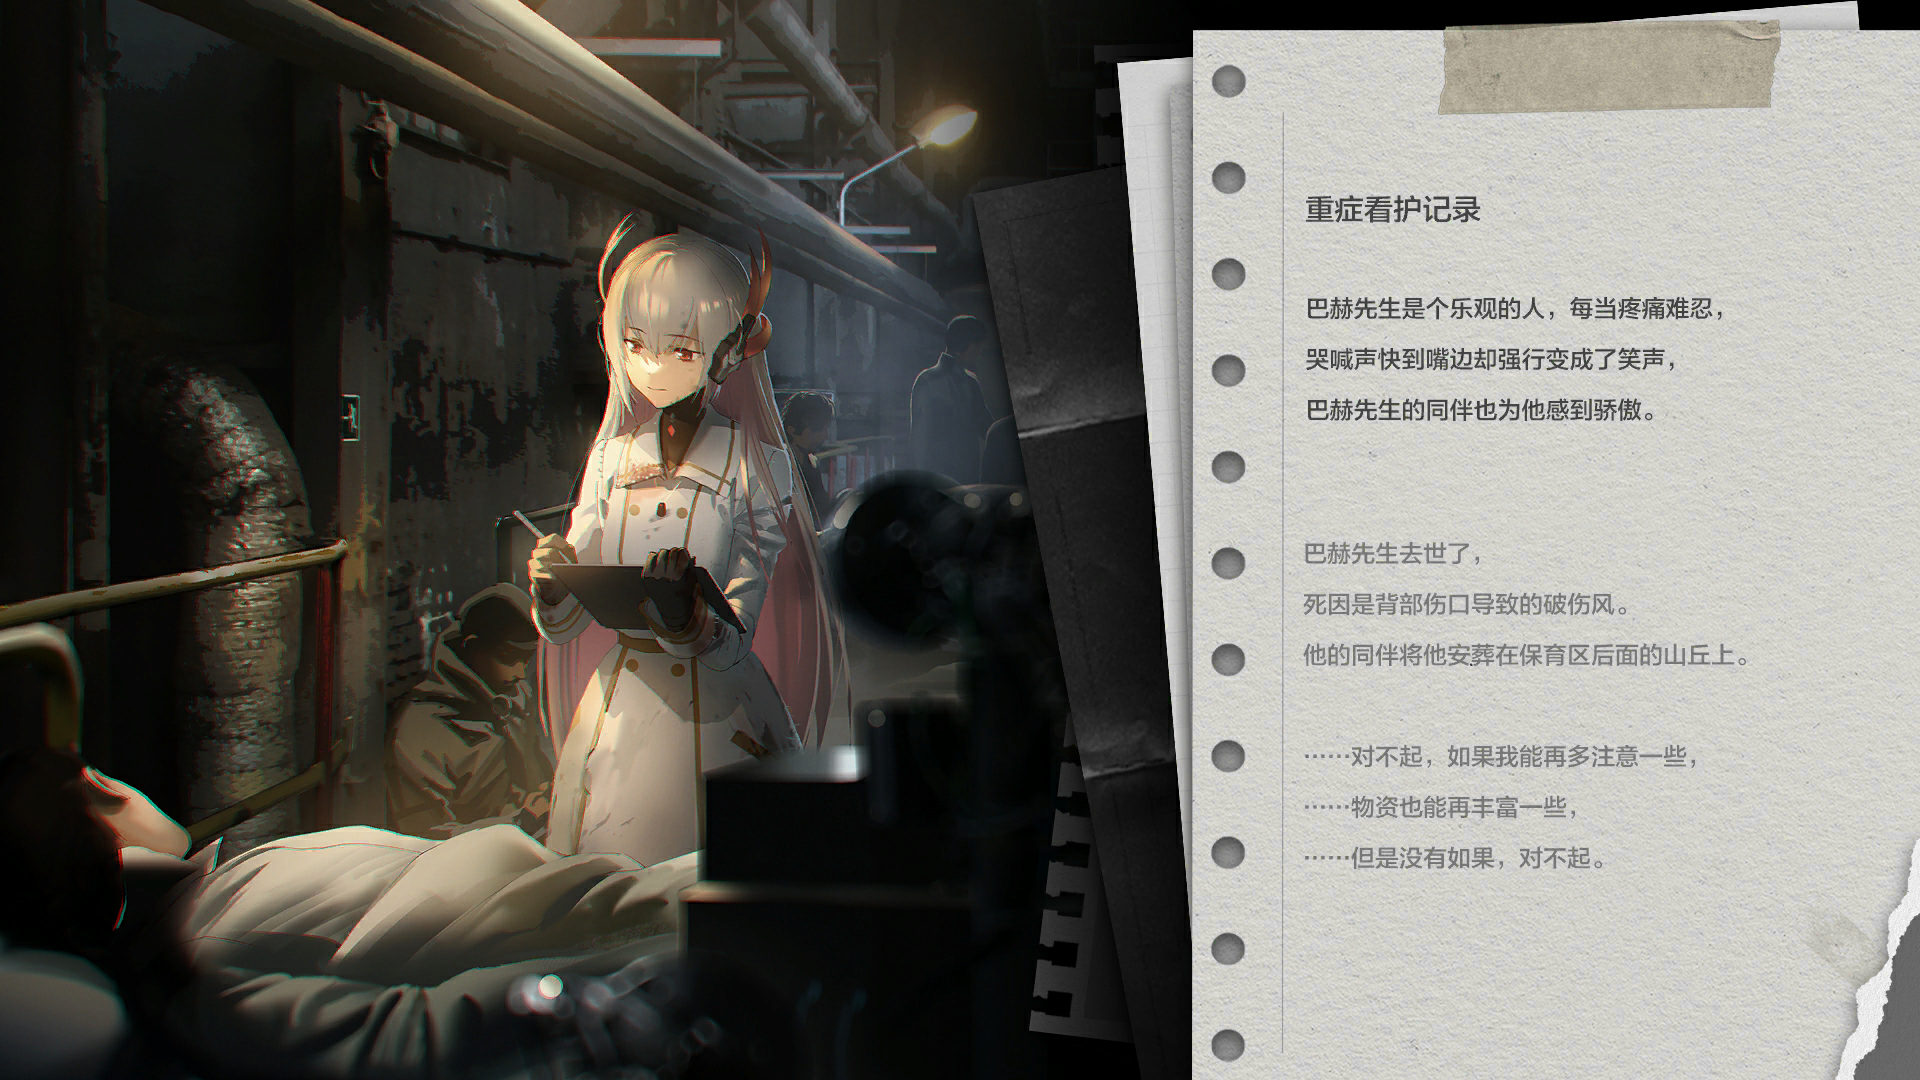 重症看护记录
巴赫先生是个乐观的人，每当疼痛难忍，
哭喊声快到嘴边却强行变成了笑声，
巴赫先生的同伴也为他感到骄傲。
巴赫先生去世了，
死因是背部伤口导致的破伤风。
他的同伴将他安葬在保育区后面的山丘上。
……对不起，如果我能再多注意一些，
……物资也能再丰富一些，
……但是没有如果，对不起。